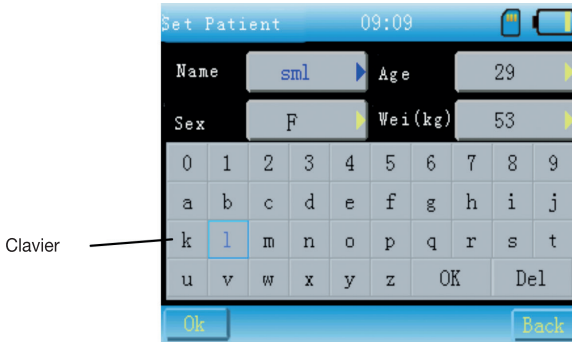 Set Patient 09:09
Name sml Age 29
Sex F Wei(kg) 53
0 1 2 3 4 5 6 7 8 9
a b c d e f g h i j
Clavier k l m n o p q r s t
u v w x y z OK Del
Ok Back